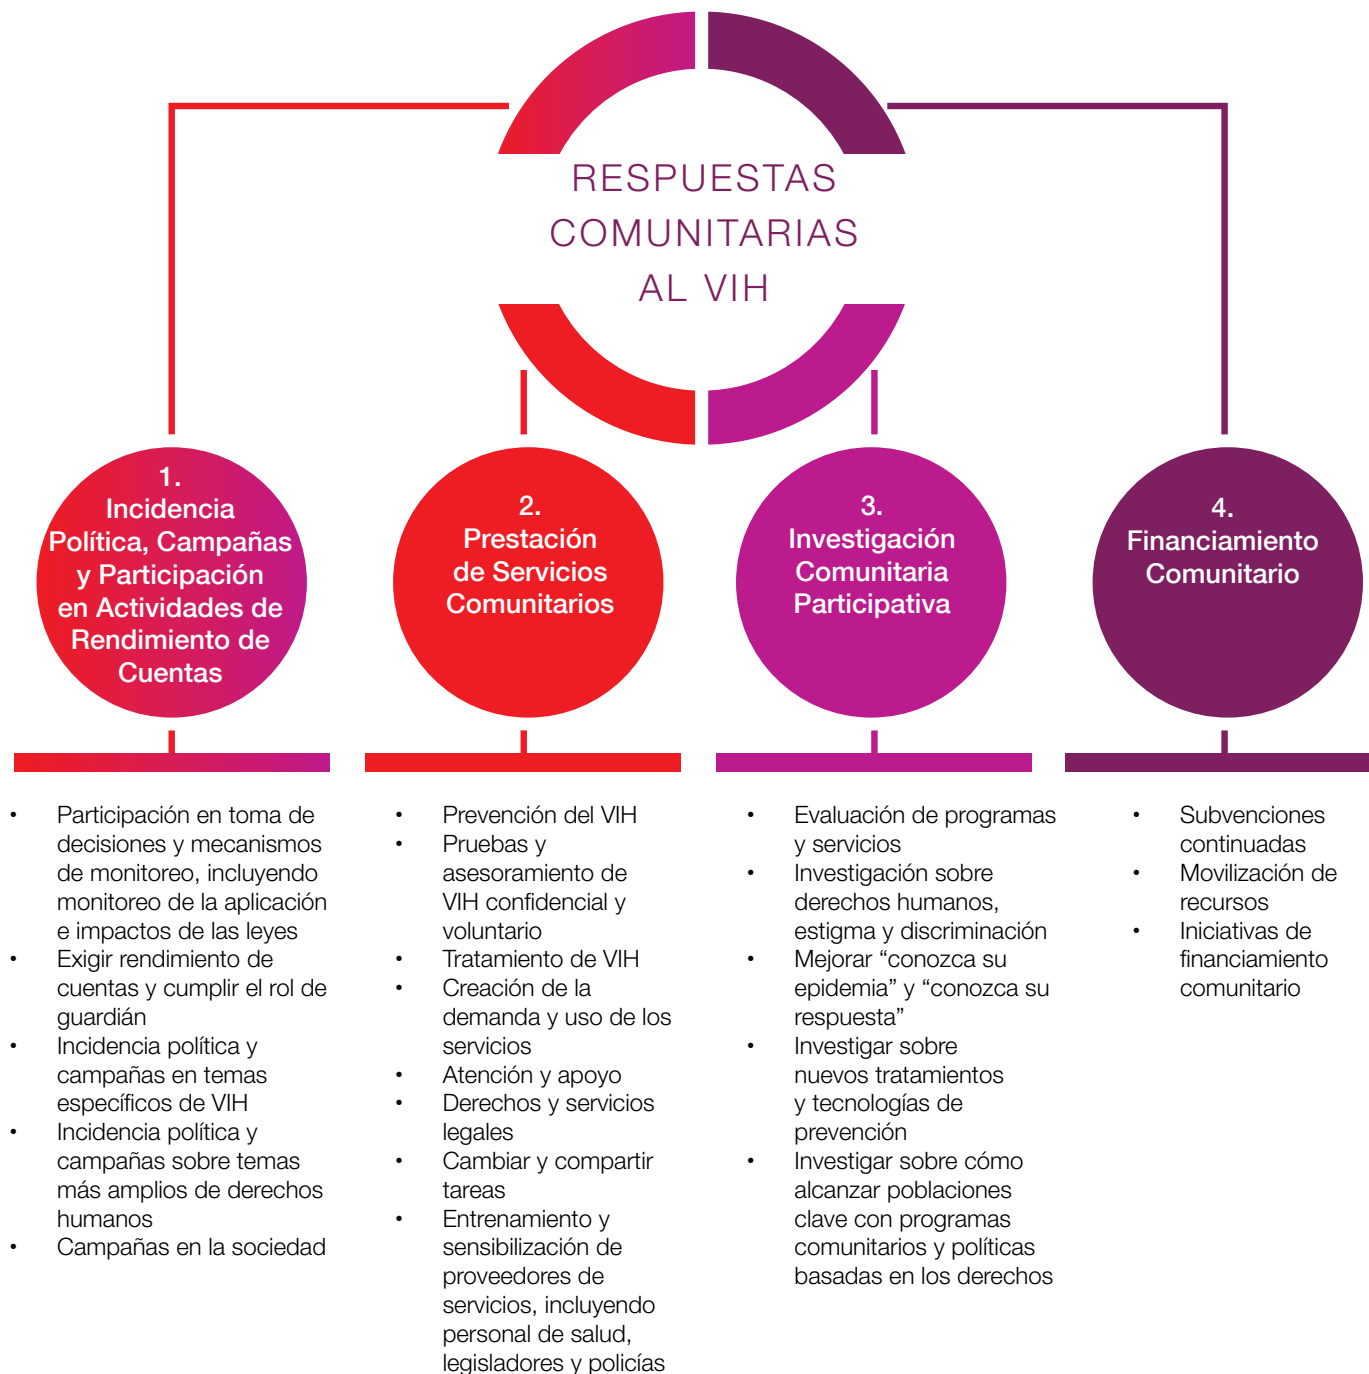 RESPUESTAS
COMUNITARIAS
AL VIH
1.
Incidencia
Política, Campañas
y Participación
en Actividades de
Rendimiento de
Cuentas
2.
Prestación
de Servicios
Comunitarios
3.
Investigación
Comunitaria
Participativa
4.
Financiamiento
Comunitario
• Participación en toma de
decisiones y mecanismos
de monitoreo, incluyendo
monitoreo de la aplicación
e impactos de las leyes
• Exigir rendimiento de
cuentas y cumplir el rol de
guardián
• Incidencia política y
campañas en temas
específicos de VIH
• Incidencia política y
campañas sobre temas
más amplios de derechos
humanos
• Campañas en la sociedad
• Prevención del VIH
• Pruebas y
asesoramiento de
VIH confidencial y
voluntario
• Tratamiento de VIH
• Creación de la
demanda y uso de los
servicios
• Atención y apoyo
• Derechos y servicios
legales
• Cambiar y compartir
tareas
• Entrenamiento y
sensibilización de
proveedores de
servicios, incluyendo
personal de salud,
legisladores y policías
• Evaluación de programas
y servicios
• Investigación sobre
derechos humanos,
estigma y discriminación
• Mejorar “conozca su
epidemia” y “conozca su
respuesta”
• Investigar sobre
nuevos tratamientos
y tecnologías de
prevención
• Investigar sobre cómo
alcanzar poblaciones
clave con programas
comunitarios y políticas
basadas en los derechos
• Subvenciones
continuadas
• Movilización de
recursos
• Iniciativas de
financiamiento
comunitario